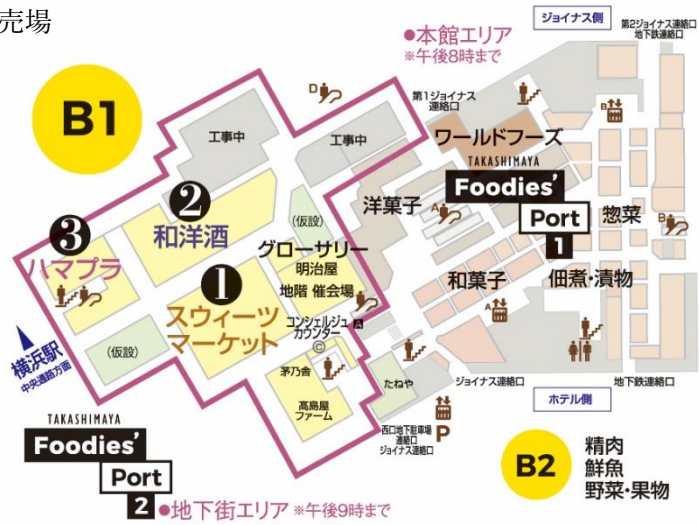 売場
B1
●本館エリア
※午後8時まで
ジョイナス側
第2ジョイナス連絡口
地下鉄連絡口
第1ジョイナス
連絡口
D
B
工事中
工事中
ワールドフーズ
TAKASHIMAYA
Foodies'
Port
1
洋菓子
A
惣菜
B
和菓子
佃煮・漬物
A
2
和洋酒
(仮設)
グローサリー
明治屋
地階 催会場
3
ハマプラ
1
スウィーツ
マーケット
コンシェルジュ
カウンター
A
C
(仮設)
横浜駅
中央通路方面
茅乃舎
髙島屋
ファーム
たねや
ジョイナス連絡口
地下鉄連絡口
ホテル側
西口地下駐車場
連絡口
ジョイナス連絡口
P
TAKASHIMAYA
Foodies'
Port
2
●地下街エリア ※午後9時まで
B2
精肉
鮮魚
野菜・果物